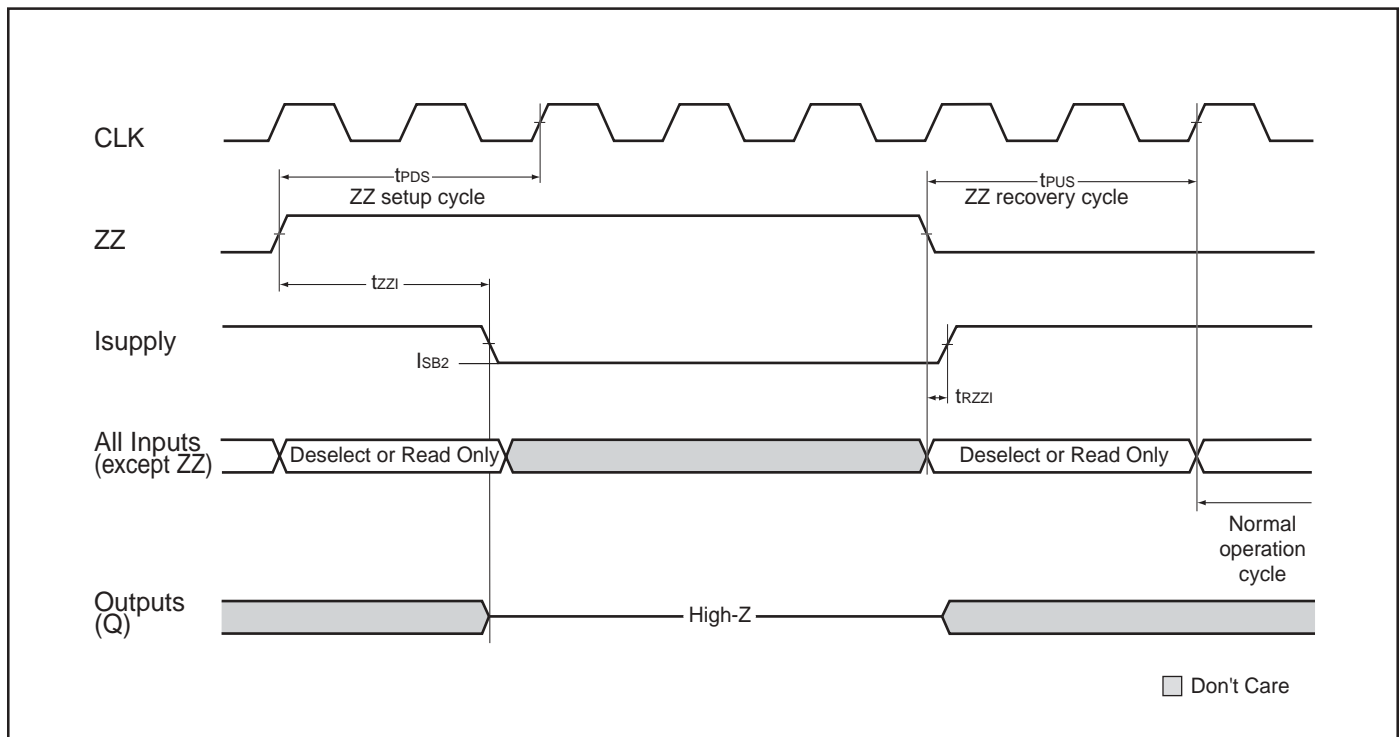 CLK
tPDS
ZZ setup cycle
tPUS
ZZ recovery cycle
ZZ
tZZI
Isupply
ISB2
tRZZI
All Inputs
(except ZZ)
Deselect or Read Only
Deselect or Read Only
Normal
operation
cycle
Outputs
(Q)
High-Z
Don't Care